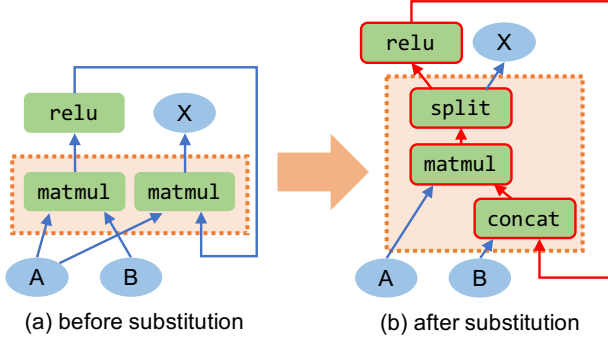 relu
X
matmul
matmul
A
B
(a) before substitution
relu
X
split
matmul
concat
A
B
(b) after substitution